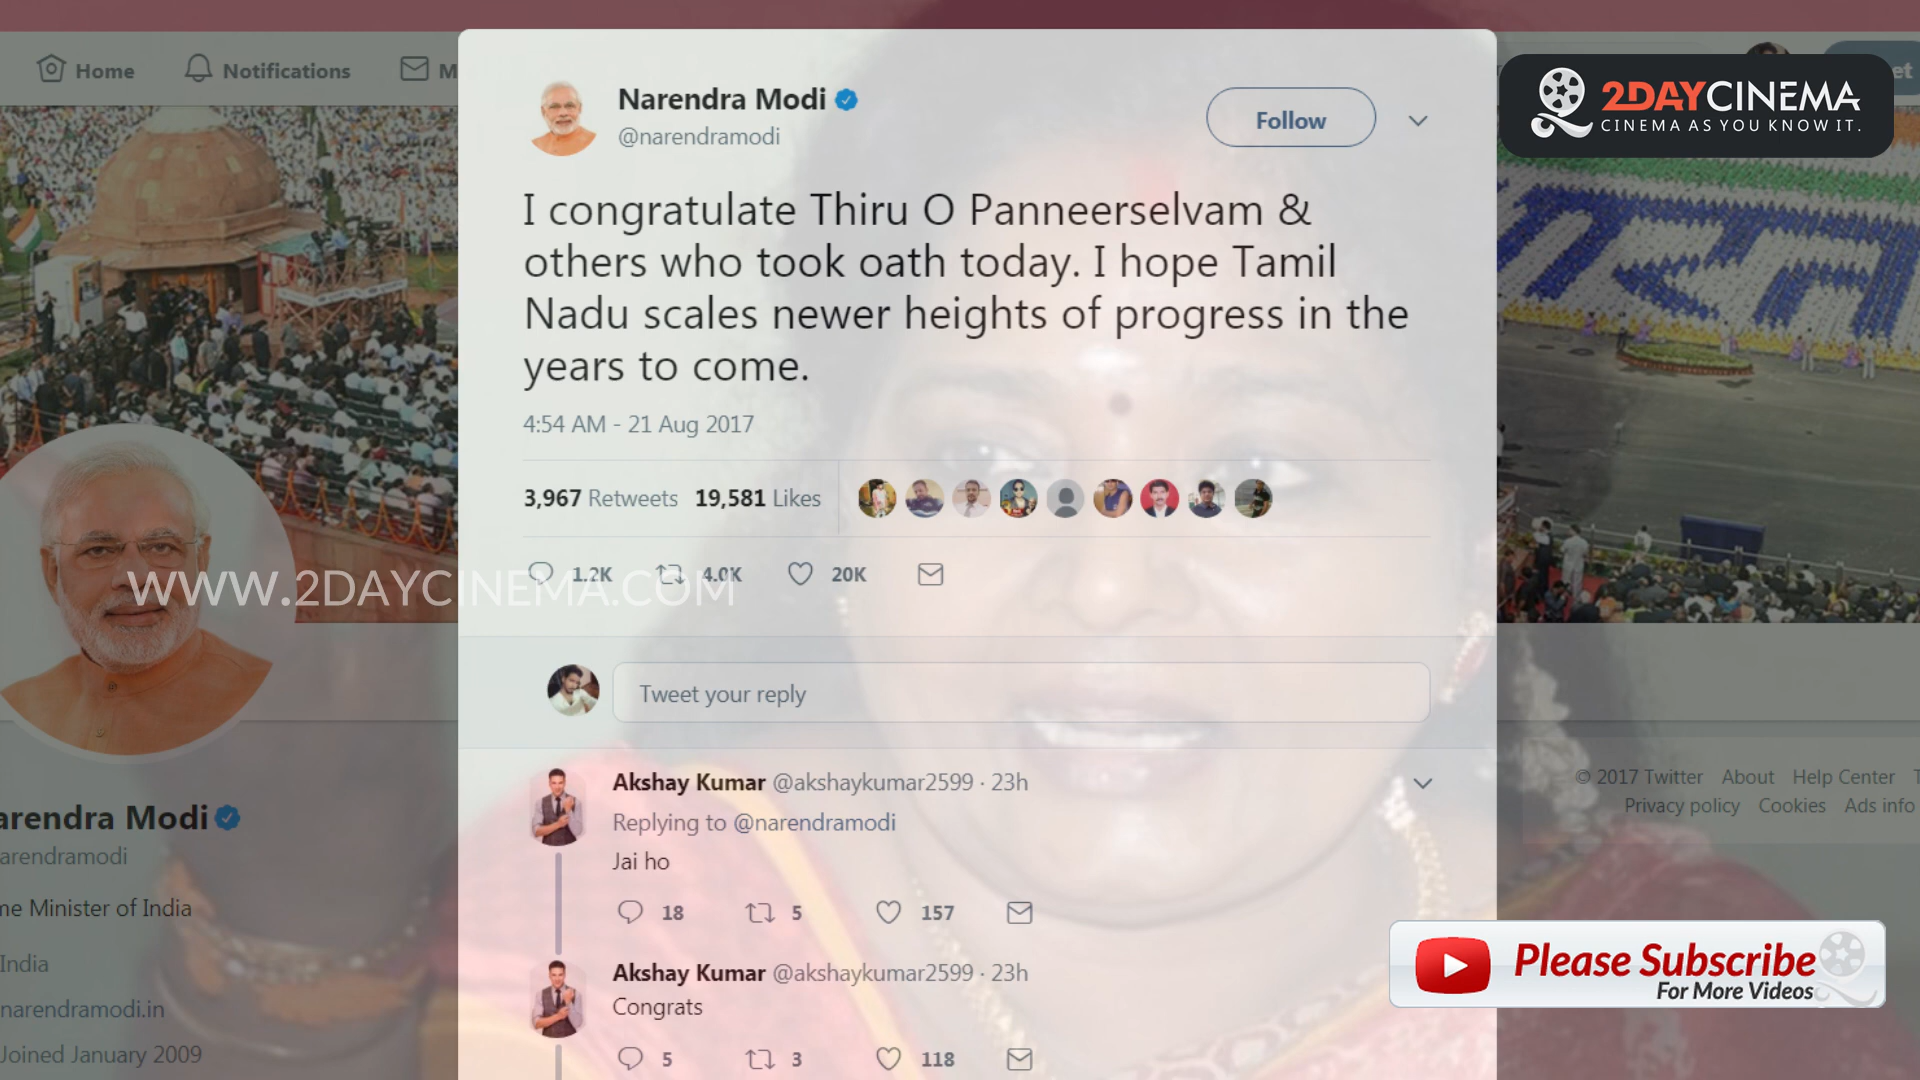 Home
Notifications
M
et
2DAYCINEMA
CINEMA AS YOU KNOW IT.
Narendra Modi
@narendramodi
Follow
I congratulate Thiru O Panneerselvam &
others who took oath today. I hope Tamil
Nadu scales newer heights of progress in the
years to come.
4:54 AM - 21 Aug 2017
3,967 Retweets 19,581 Likes
1.2K 4.0K 20K
WWW.2DAYCINEMA.COM
Tweet your reply
Akshay Kumar @akshaykumar2599 · 23h
Replying to @narendramodi
Jai ho
18 5 157
Akshay Kumar @akshaykumar2599 · 23h
Congrats
5 3 118
arendra Modi
arendramodi
me Minister of India
India
narendramodi.in
Joined January 2009
© 2017 Twitter About Help Center T
Privacy policy Cookies Ads info
Please Subscribe
For More Videos